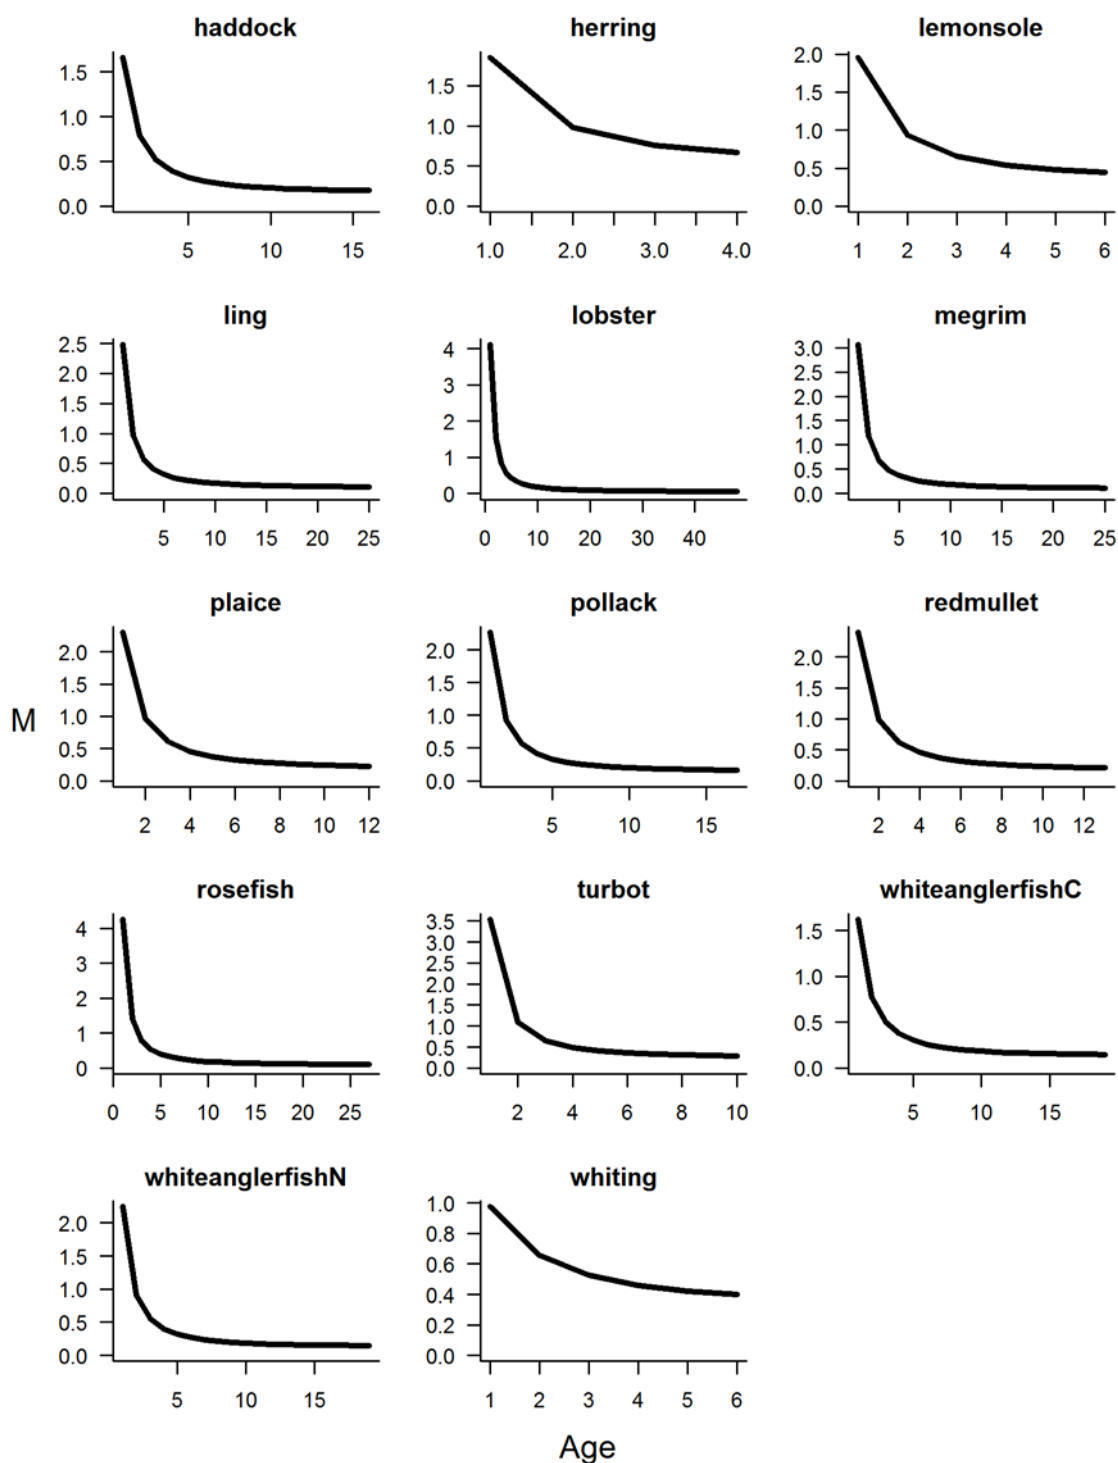 haddock herring lemonsole
1.5 1.0 0.5 0.0
5 10 15
1.5 1.0 0.5 0.0
1.0 2.0 3.0 4.0
2.0 1.5 1.0 0.5 0.0
1 2 3 4 5 6
ling lobster megrim
2.5 2.0 1.5 1.0 0.5 0.0
5 10 15 20 25
4 3 2 1 0
0 10 20 30 40
3.0 2.5 2.0 1.5 1.0 0.5 0.0
5 10 15 20 25
plaice pollack redmullet
M
2.0 1.5 1.0 0.5 0.0
2 4 6 8 10 12
2.0 1.5 1.0 0.5 0.0
5 10 15
2.0 1.5 1.0 0.5 0.0
2 4 6 8 10 12
rosefish turbot whiteanglerfishC
4 3 2 1 0
0 5 10 15 20 25
3.5 3.0 2.5 2.0 1.5 1.0 0.5 0.0
2 4 6 8 10
1.5 1.0 0.5 0.0
5 10 15
whiteanglerfishN whiting
2.0 1.5 1.0 0.5 0.0
5 10 15
1.0 0.8 0.6 0.4 0.2 0.0
1 2 3 4 5 6
Age